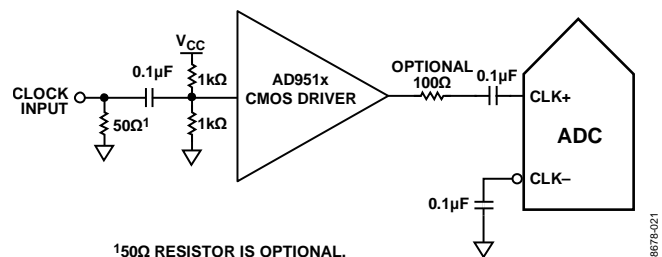 VCC
0.1µF
1kΩ
CLOCK
INPUT
50Ω1
1kΩ
AD951x
CMOS DRIVER
OPTIONAL
100Ω
0.1µF
CLK+
ADC
CLK–
0.1µF
150Ω RESISTOR IS OPTIONAL.
8678-021